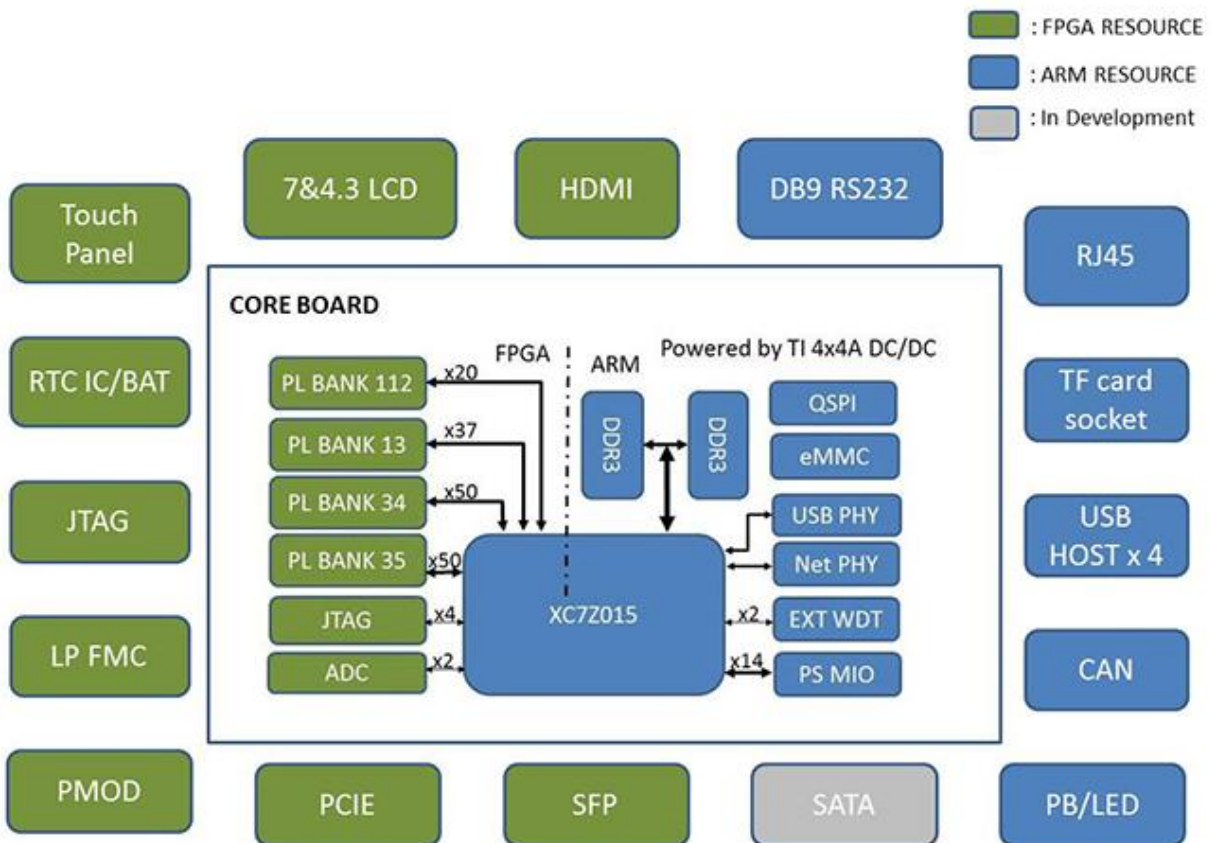 : FPGA RESOURCE
: ARM RESOURCE
: In Development
7&4.3 LCD
HDMI
DB9 RS232
Touch
Panel
RJ45
CORE BOARD
RTC IC/BAT
TF card
socket
JTAG
USB
HOST x 4
LP FMC
CAN
PMOD
PCIE
SFP
SATA
PB/LED
FPGA
ARM
Powered by TI 4x4A DC/DC
PL BANK 112
x20
PL BANK 13
x37
PL BANK 34
x50
PL BANK 35
x50
JTAG
x4
ADC
x2
DDR3
DDR3
XC7Z015
QSPI
eMMC
USB PHY
Net PHY
x2
EXT WDT
x14
PS MIO